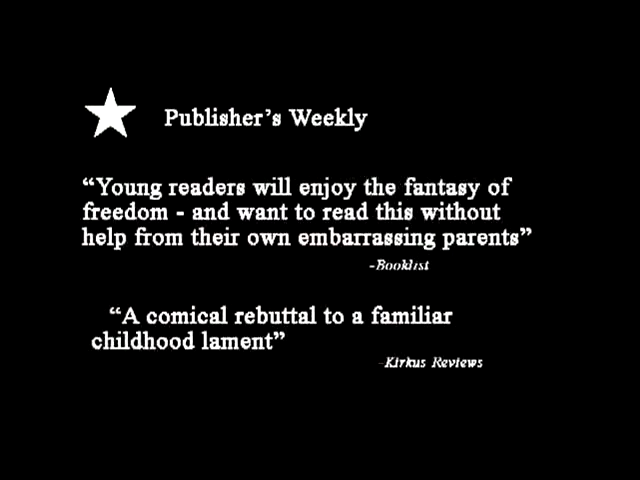 Publisher's Weekly
“Young readers will enjoy the fantasy of
freedom - and want to read this without
help from their own embarrassing parents”
-Booklist
“A comical rebuttal to a familiar
childhood lament”
-Kirkus Reviews